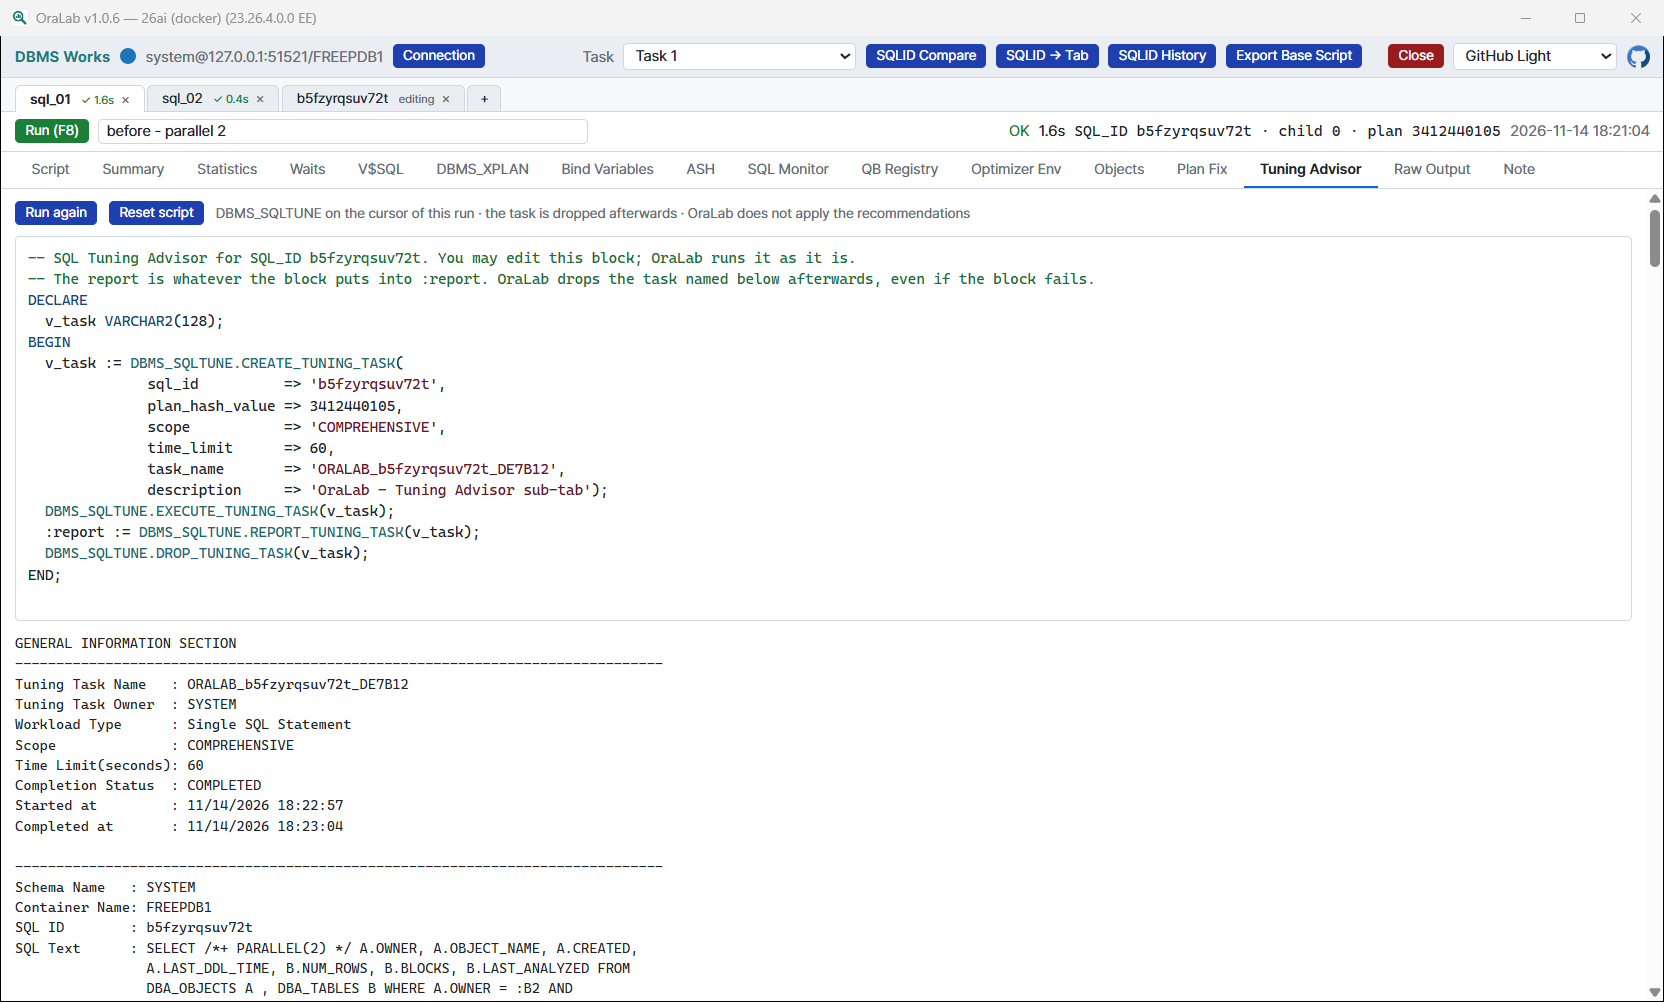 OraLab v1.0.6 — 26ai (docker) (23.26.4.0.0 EE)
DBMS Works system@127.0.0.1:51521/FREEPDB1 Connection Task Task 1 SQLID Compare SQLID → Tab SQLID History Export Base Script Close GitHub Light
sql_01 ✓ 1.6s × sql_02 ✓ 0.4s × b5fzyrqsuv72t editing × +
Run (F8) before - parallel 2 OK 1.6s SQL_ID b5fzyrqsuv72t · child 0 · plan 3412440105 2026-11-14 18:21:04
Script Summary Statistics Waits V$SQL DBMS_XPLAN Bind Variables ASH SQL Monitor QB Registry Optimizer Env Objects Plan Fix Tuning Advisor Raw Output Note
Run again Reset script DBMS_SQLTUNE on the cursor of this run · the task is dropped afterwards · OraLab does not apply the recommendations
-- SQL Tuning Advisor for SQL_ID b5fzyrqsuv72t. You may edit this block; OraLab runs it as it is.
-- The report is whatever the block puts into :report. OraLab drops the task named below afterwards, even if the block fails.
DECLARE
  v_task VARCHAR2(128);
BEGIN
  v_task := DBMS_SQLTUNE.CREATE_TUNING_TASK(
              sql_id          => 'b5fzyrqsuv72t',
              plan_hash_value => 3412440105,
              scope           => 'COMPREHENSIVE',
              time_limit      => 60,
              task_name       => 'ORALAB_b5fzyrqsuv72t_DE7B12',
              description     => 'OraLab - Tuning Advisor sub-tab');
  DBMS_SQLTUNE.EXECUTE_TUNING_TASK(v_task);
  :report := DBMS_SQLTUNE.REPORT_TUNING_TASK(v_task);
  DBMS_SQLTUNE.DROP_TUNING_TASK(v_task);
END;
GENERAL INFORMATION SECTION
-------------------------------------------------------------------------------
Tuning Task Name   : ORALAB_b5fzyrqsuv72t_DE7B12
Tuning Task Owner  : SYSTEM
Workload Type      : Single SQL Statement
Scope              : COMPREHENSIVE
Time Limit(seconds): 60
Completion Status  : COMPLETED
Started at         : 11/14/2026 18:22:57
Completed at       : 11/14/2026 18:23:04
-------------------------------------------------------------------------------
Schema Name   : SYSTEM
Container Name: FREEPDB1
SQL ID        : b5fzyrqsuv72t
SQL Text      : SELECT /*+ PARALLEL(2) */ A.OWNER, A.OBJECT_NAME, A.CREATED,
                A.LAST_DDL_TIME, B.NUM_ROWS, B.BLOCKS, B.LAST_ANALYZED FROM
                DBA_OBJECTS A , DBA_TABLES B WHERE A.OWNER = :B2 AND